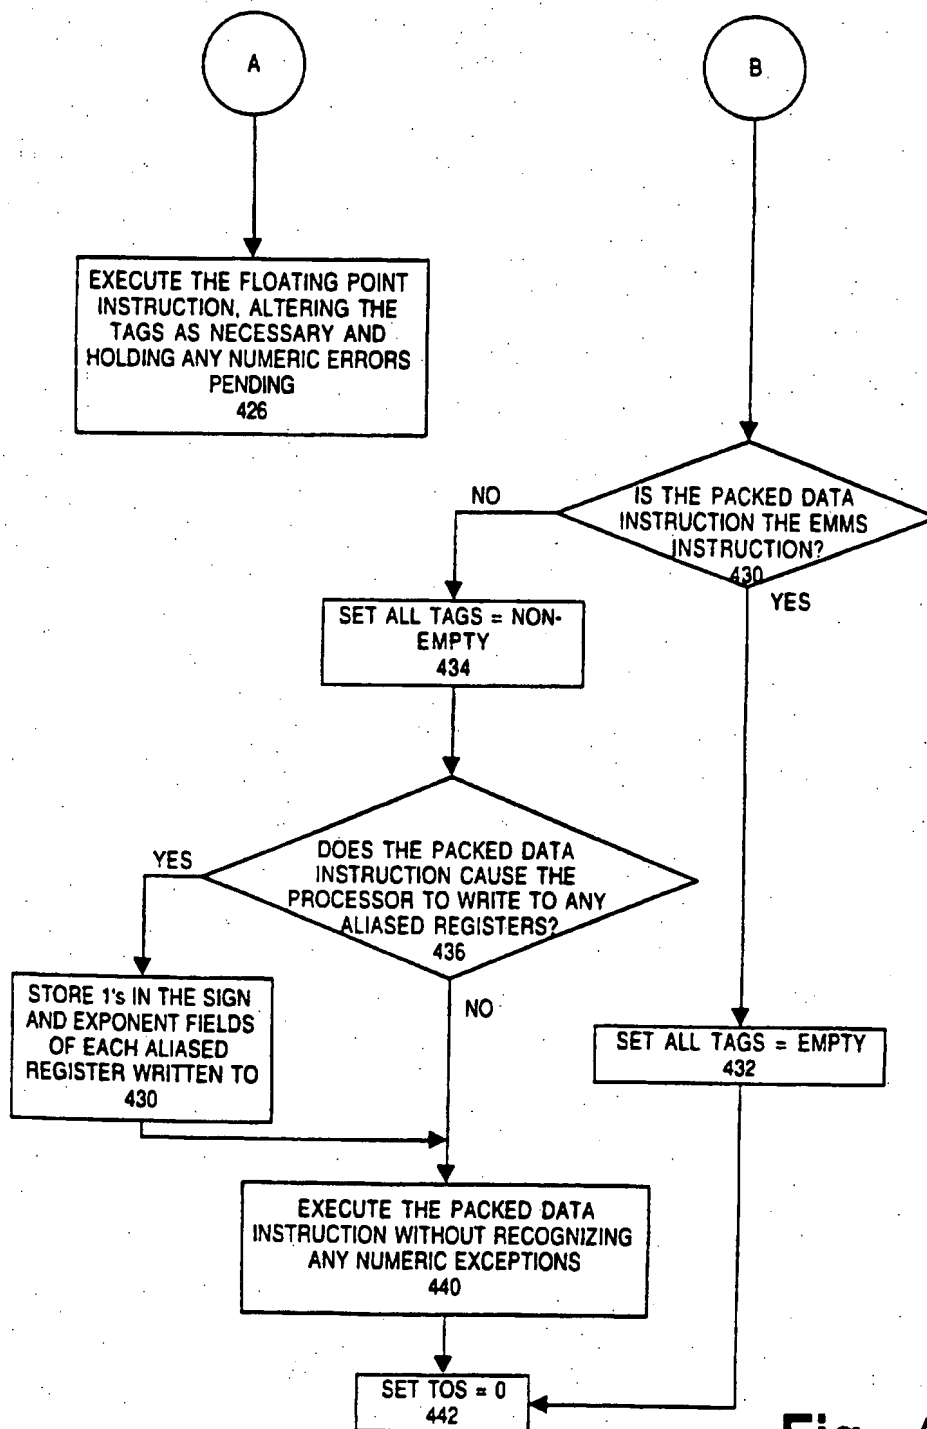 A
B
EXECUTE THE FLOATING POINT
INSTRUCTION, ALTERING THE
TAGS AS NECESSARY AND
HOLDING ANY NUMERIC ERRORS
PENDING
426
NO
IS THE PACKED DATA
INSTRUCTION THE EMMS
INSTRUCTION?
430
YES
SET ALL TAGS = NON-
EMPTY
434
YES
DOES THE PACKED DATA
INSTRUCTION CAUSE THE
PROCESSOR TO WRITE TO ANY
ALIASED REGISTERS?
436
NO
STORE 1's IN THE SIGN
AND EXPONENT FIELDS
OF EACH ALIASED
REGISTER WRITTEN TO
430
SET ALL TAGS = EMPTY
432
EXECUTE THE PACKED DATA
INSTRUCTION WITHOUT RECOGNIZING
ANY NUMERIC EXCEPTIONS
440
SET TOS = 0
442